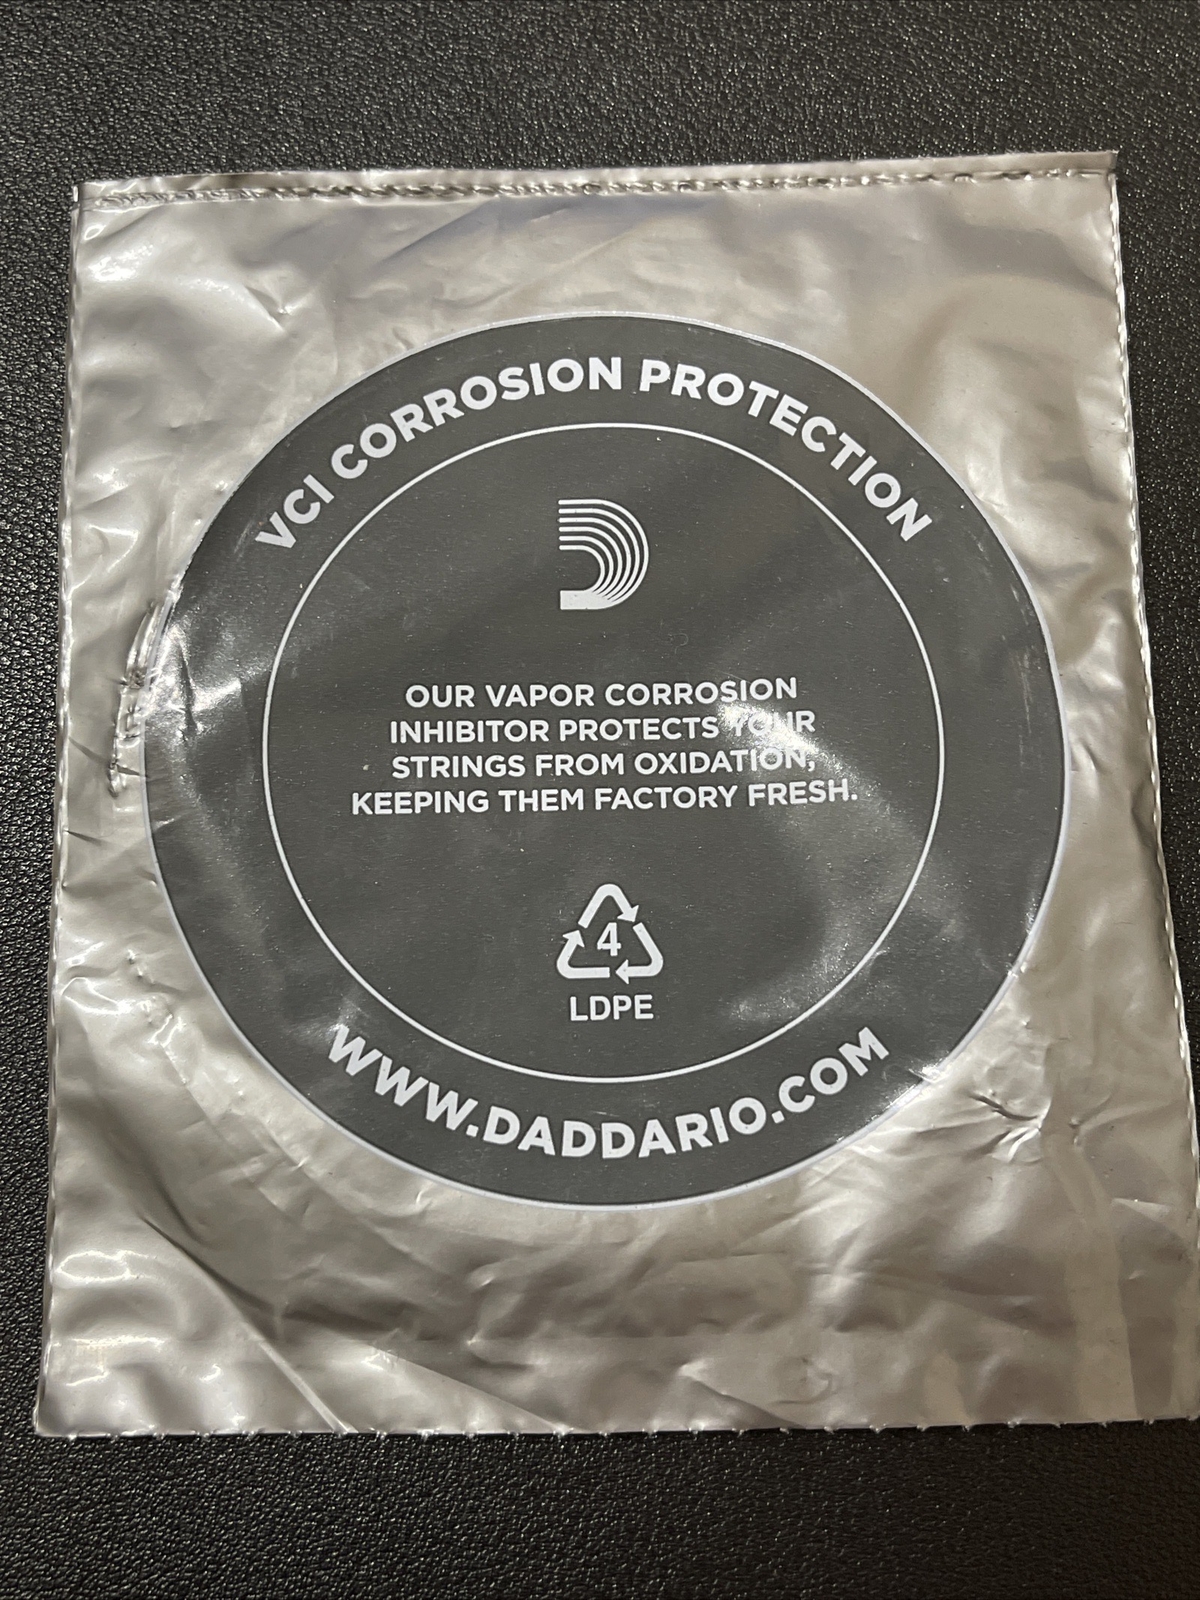 VCI CORROSION PROTECTION
OUR VAPOR CORROSION
INHIBITOR PROTECTS YOUR
STRINGS FROM OXIDATION,
KEEPING THEM FACTORY FRESH.
4
LDPE
WWW.DADDARIO.COM